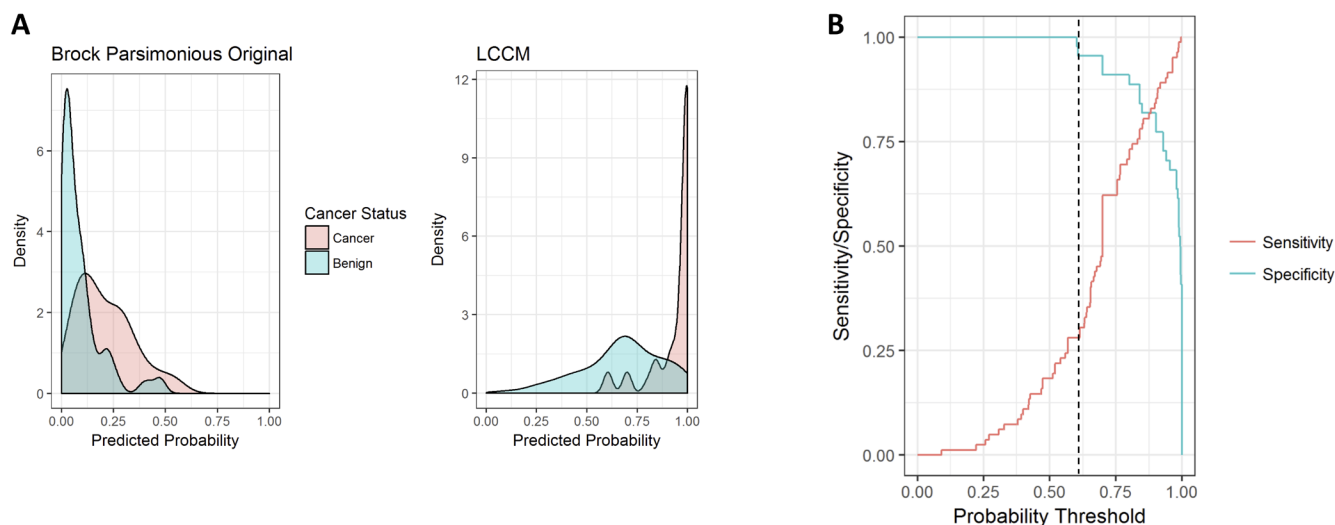 A
Brock Parsimonious Original
6
4
2
0
Density
0.00 0.25 0.50 0.75 1.00
Predicted Probability
Cancer Status
Cancer
Benign
LCCM
12
9
6
3
0
Density
0.00 0.25 0.50 0.75 1.00
Predicted Probability
B
1.00
0.75
0.50
0.25
0.00
Sensitivity/Specificity
0.00 0.25 0.50 0.75 1.00
Probability Threshold
Sensitivity
Specificity